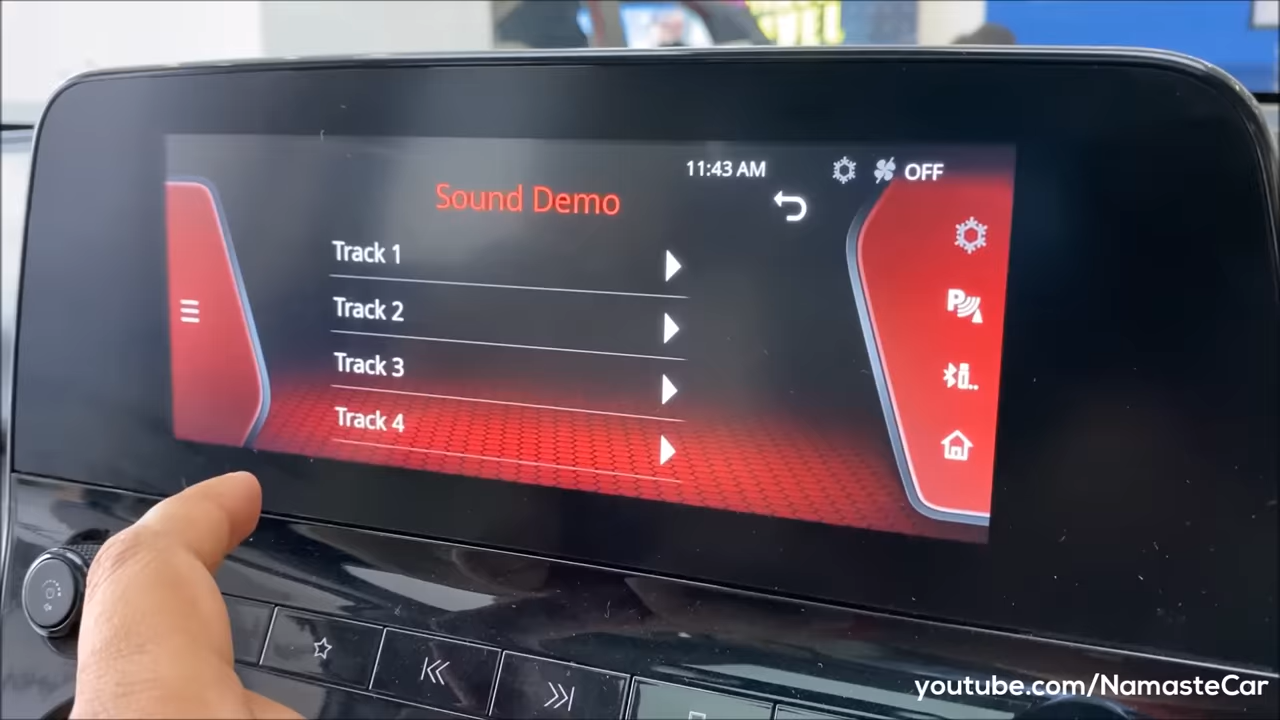 11:43 AM OFF
Sound Demo
Track 1
Track 2
Track 3
Track 4
youtube.com/NamasteCar